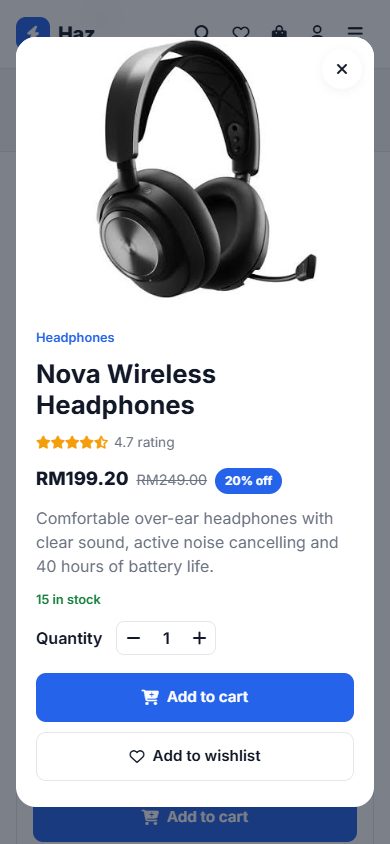 Haz
Headphones
Nova Wireless
Headphones
4.7 rating
RM199.20 RM249.00 20% off
Comfortable over-ear headphones with
clear sound, active noise cancelling and
40 hours of battery life.
15 in stock
Quantity 1
Add to cart
Add to wishlist
Add to cart